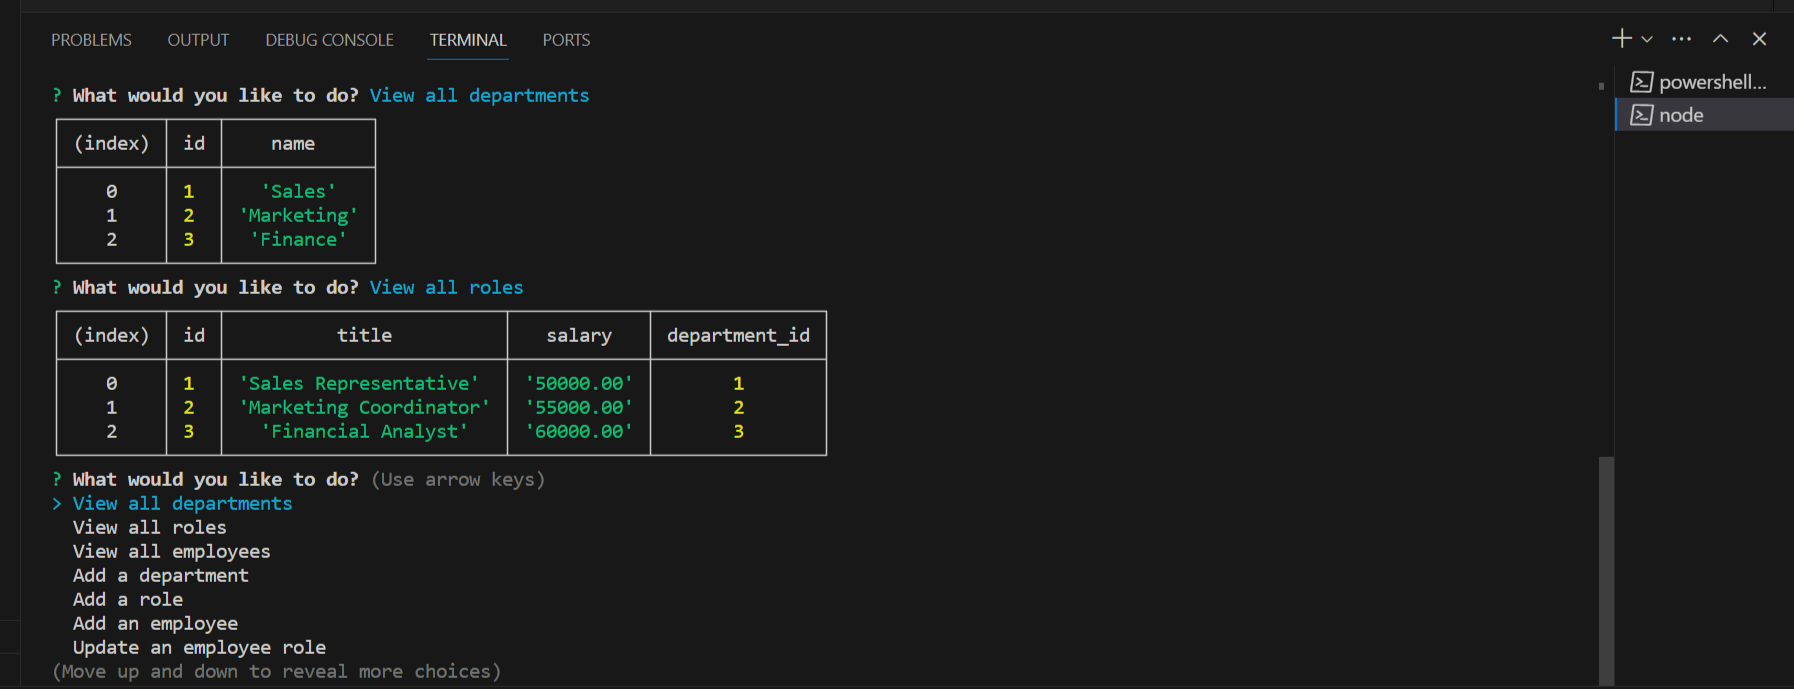 PROBLEMS OUTPUT DEBUG CONSOLE TERMINAL PORTS
? What would you like to do? View all departments
(index) id name
0 1 'Sales'
1 2 'Marketing'
2 3 'Finance'
? What would you like to do? View all roles
(index) id title salary department_id
0 1 'Sales Representative' '50000.00' 1
1 2 'Marketing Coordinator' '55000.00' 2
2 3 'Financial Analyst' '60000.00' 3
? What would you like to do? (Use arrow keys)
> View all departments
View all roles
View all employees
Add a department
Add a role
Add an employee
Update an employee role
(Move up and down to reveal more choices)
powershell...
node